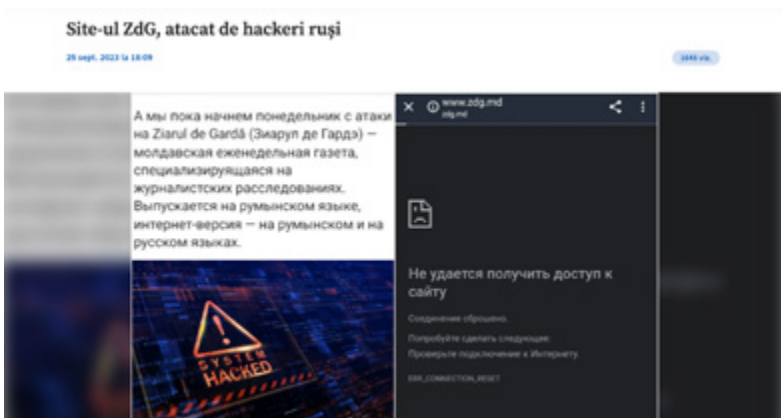 Site-ul ZdG, atacat de hackeri ruși
25 sept. 2023 la 18:09
А мы пока начнем понедельник с атаки
на Ziarul de Gardă (Зиарул де Гардэ) —
молдавская еженедельная газета,
специализируящаяся на
журналистских расследованиях.
Выпускается на румынском языке,
интернет-версия — на румынском и на
русском языках.
SYSTEM
HACKED
www.zdg.md
zdg.md
Не удается получить доступ к
сайту
Соединение сброшено.
Попробуйте сделать следующее:
Проверьте подключение к Интернету.
ERR_CONNECTION_RESET